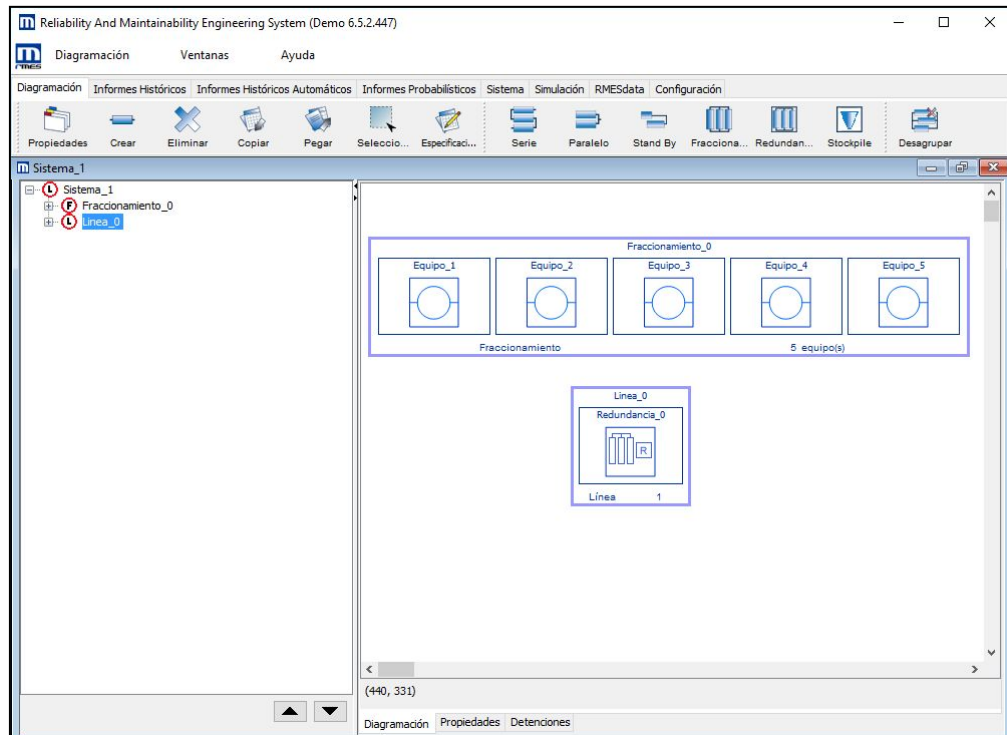 Reliability And Maintainability Engineering System (Demo 6.5.2.447)
rmes Diagramación Ventanas Ayuda
Diagramación Informes Históricos Informes Históricos Automáticos Informes Probabilísticos Sistema Simulación RMESdata Configuración
Propiedades Crear Eliminar Copiar Pegar Seleccio... Especificaci... Serie Paralelo Stand By Fracciona... Redundan... Stockpile Desagrupar
Sistema_1
L Sistema_1
F Fraccionamiento_0
L Linea_0
Fraccionamiento_0
Equipo_1 Equipo_2 Equipo_3 Equipo_4 Equipo_5
Fraccionamiento 5 equipo(s)
Linea_0
Redundancia_0
R
Línea 1
(440, 331)
Diagramación Propiedades Detenciones